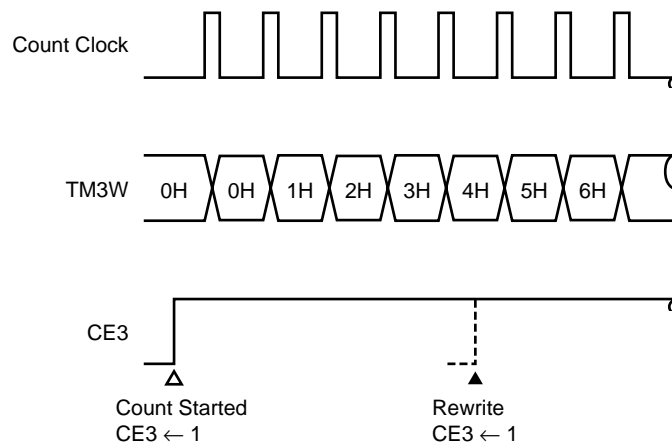 Count Clock
TM3W
0H 0H 1H 2H 3H 4H 5H 6H
CE3
Count Started
CE3 ← 1
Rewrite
CE3 ← 1